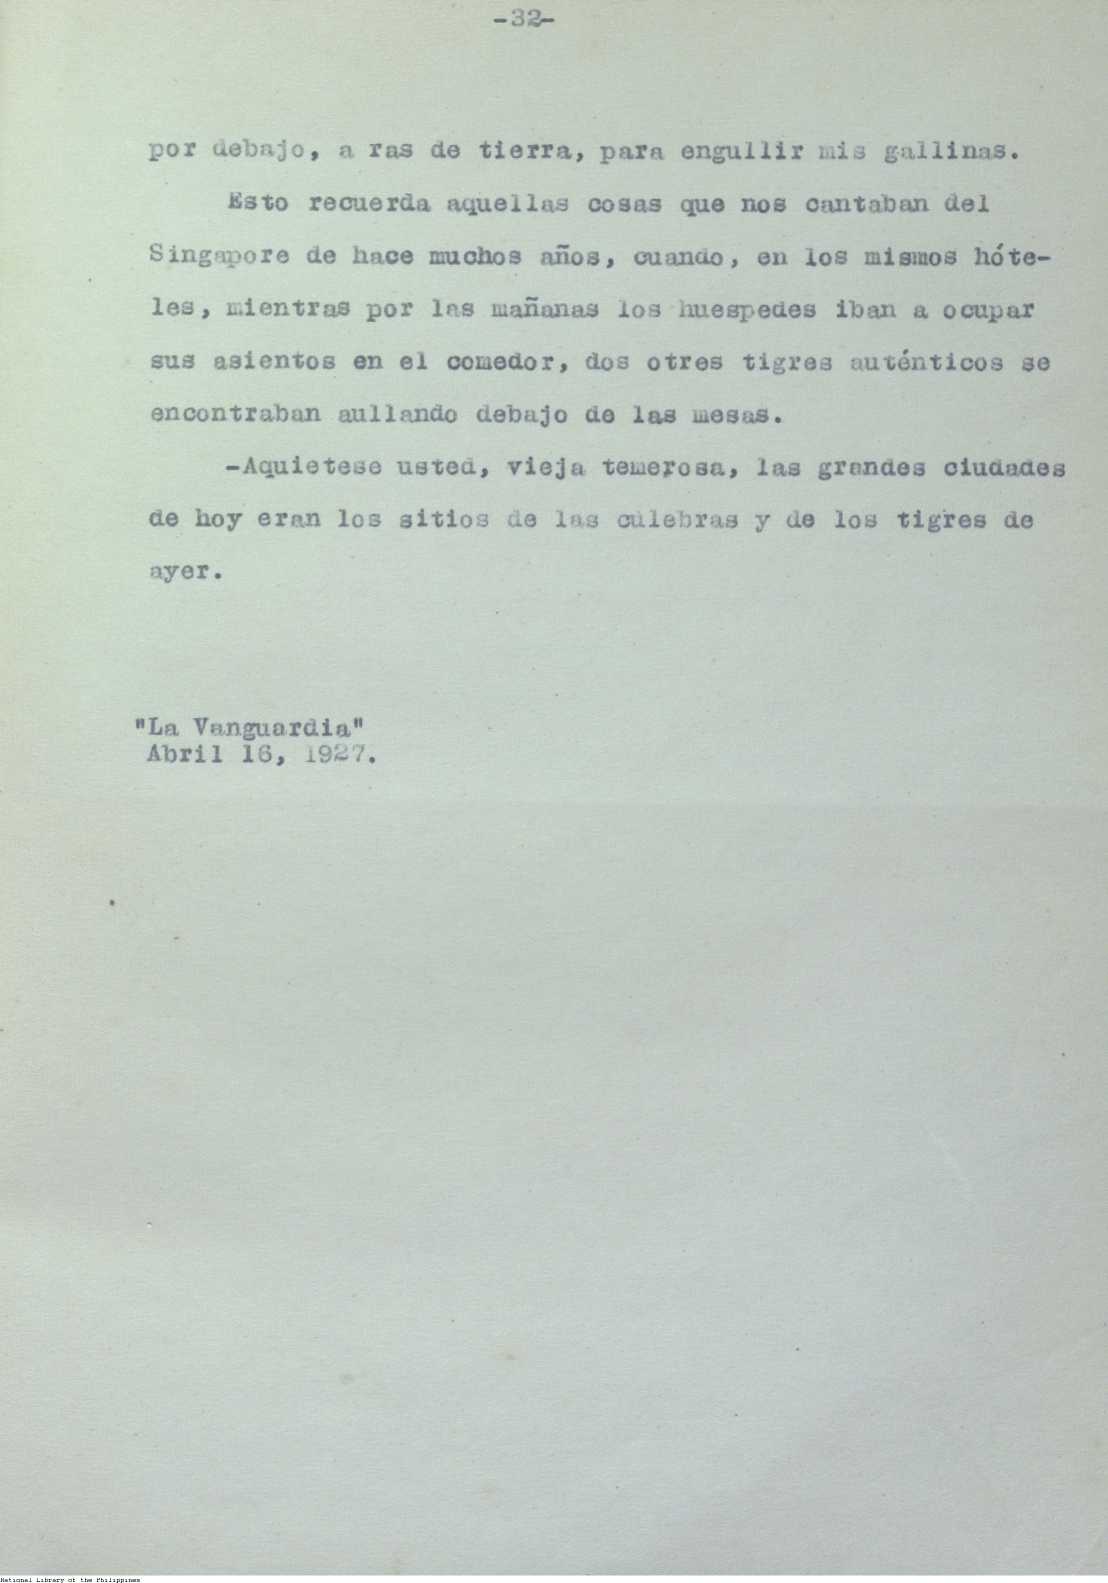 -32-
por debajo, a ras de tierra, para engullir mis gallinas.
Esto recuerda aquellas cosas que nos cantaban del
Singapore de hace muchos años, cuando, en los mismos hóte-
les, mientras por las mañanas los huespedes iban a ocupar
sus asientos en el comedor, dos otres tigres auténticos se
encontraban aullando debajo de las mesas.
-Aquietese usted, vieja temerosa, las grandes ciudades
de hoy eran los sitios de las culebras y de los tigres de
ayer.
"La Vanguardia"
Abril 16, 1927.
National Library of the Philippines